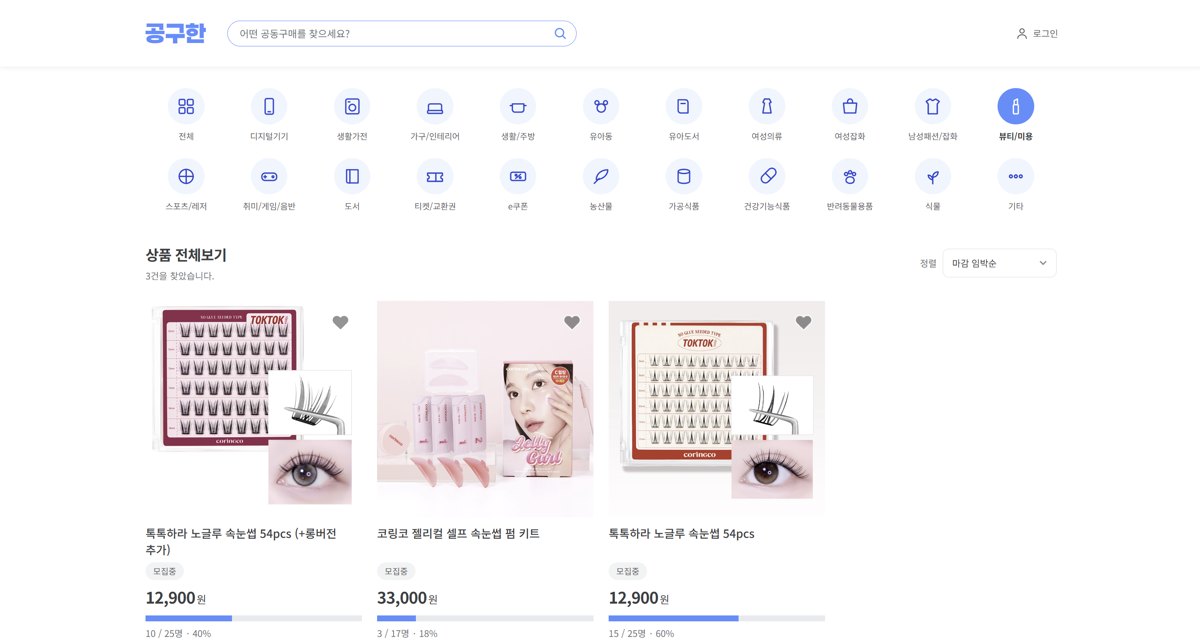 공구한
어떤 공동구매를 찾으세요?
로그인
전체
디지털기기
생활가전
가구/인테리어
생활/주방
유아동
유아도서
여성의류
여성잡화
남성패션/잡화
뷰티/미용
스포츠/레저
취미/게임/음반
도서
티켓/교환권
e쿠폰
농산물
가공식품
건강기능식품
반려동물용품
식물
기타
상품 전체보기
3건을 찾았습니다.
정렬
마감 임박순
NO GLUE NEEDED TYPE
TOKTOK
coringco
Jelly
Curl
NO GLUE NEEDED TYPE
TOKTOK
coringco
톡톡하라 노글루 속눈썹 54pcs (+롱버전
추가)
모집중
12,900원
10 / 25명 · 40%
코링코 젤리컬 셀프 속눈썹 펌 키트
모집중
33,000원
3 / 17명 · 18%
톡톡하라 노글루 속눈썹 54pcs
모집중
12,900원
15 / 25명 · 60%